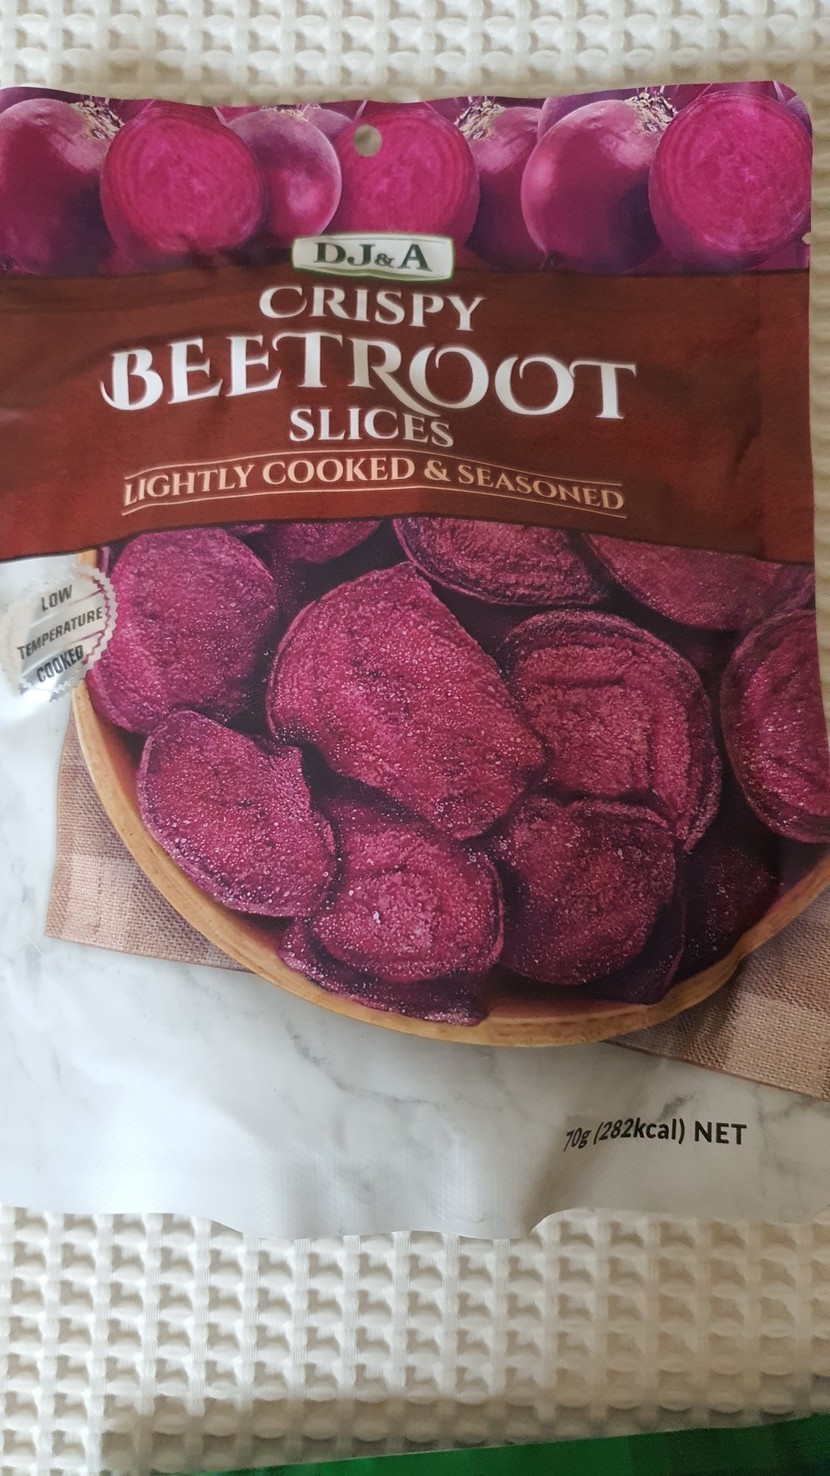 DJ&A
CRISPY
BEETROOT
SLICES
LIGHTLY COOKED & SEASONED
LOW
TEMPERATURE
COOKED
70g (282kcal) NET